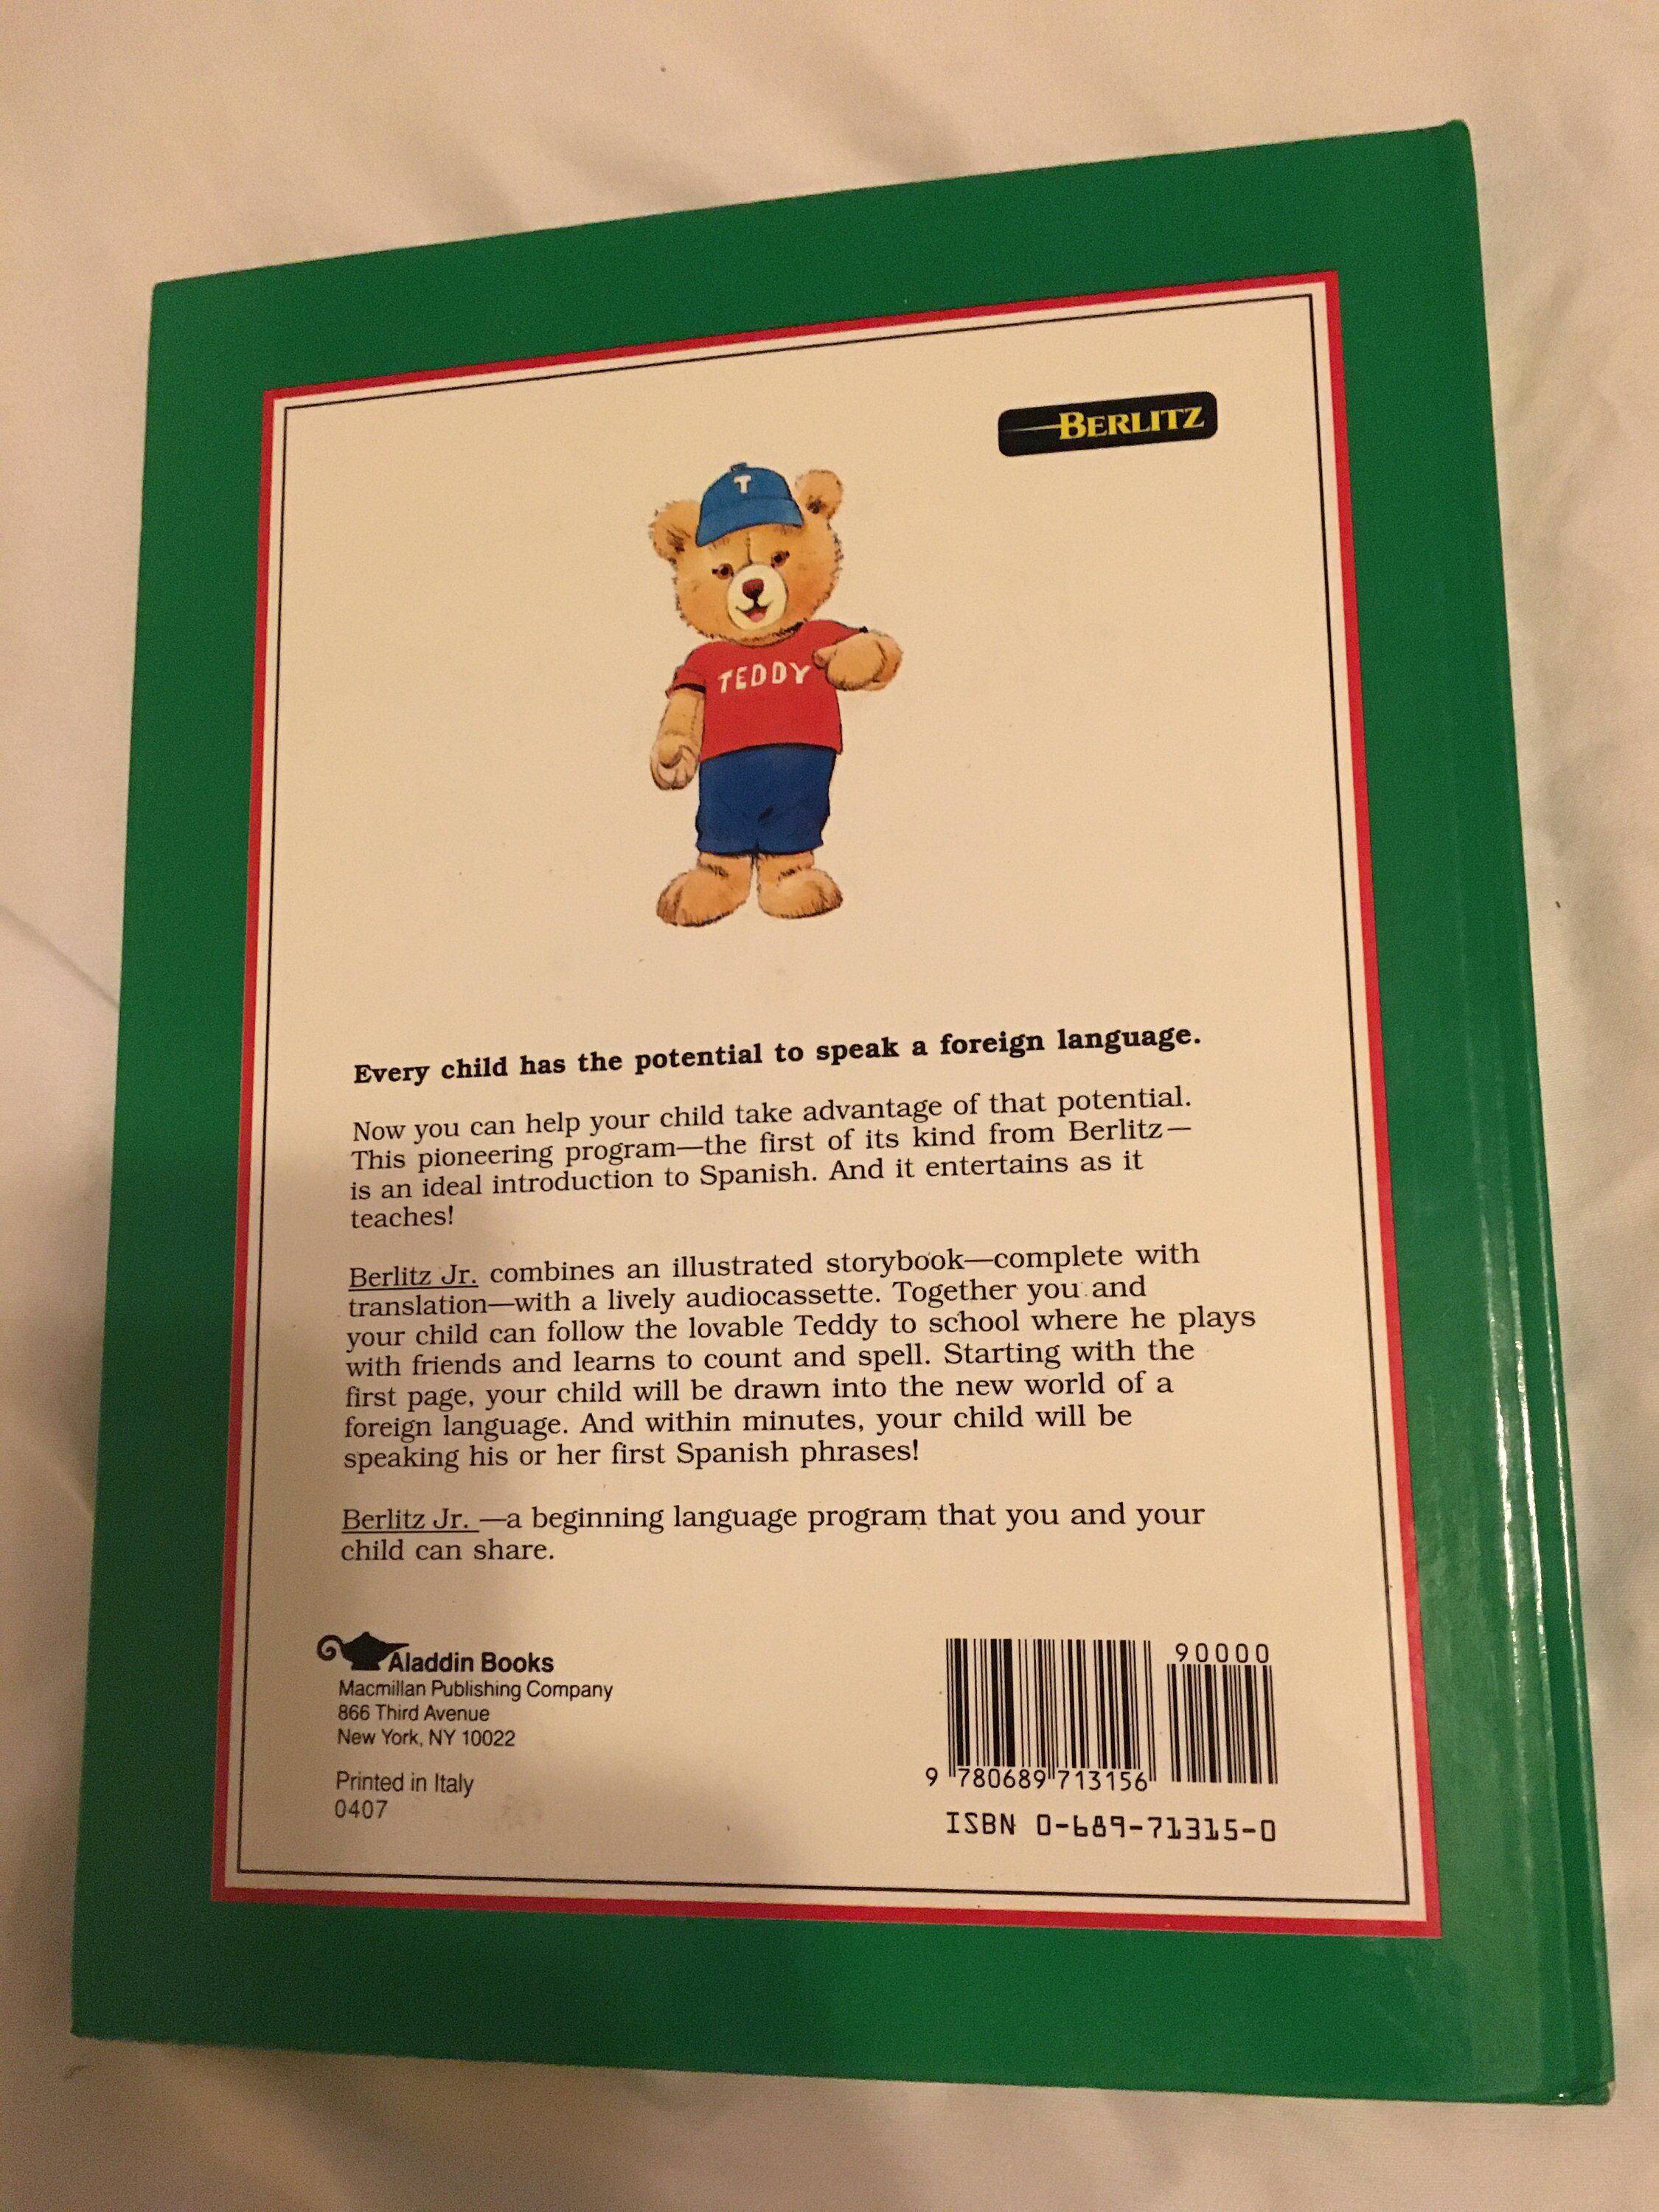 BERLITZ
T
TEDDY
Every child has the potential to speak a foreign language.
Now you can help your child take advantage of that potential.
This pioneering program—the first of its kind from Berlitz—
is an ideal introduction to Spanish. And it entertains as it
teaches!
Berlitz Jr. combines an illustrated storybook—complete with
translation—with a lively audiocassette. Together you and
your child can follow the lovable Teddy to school where he plays
with friends and learns to count and spell. Starting with the
first page, your child will be drawn into the new world of a
foreign language. And within minutes, your child will be
speaking his or her first Spanish phrases!
Berlitz Jr. —a beginning language program that you and your
child can share.
Aladdin Books
Macmillan Publishing Company
866 Third Avenue
New York, NY 10022
Printed in Italy
0407
90000
9 780689 713156
ISBN 0-689-71315-0